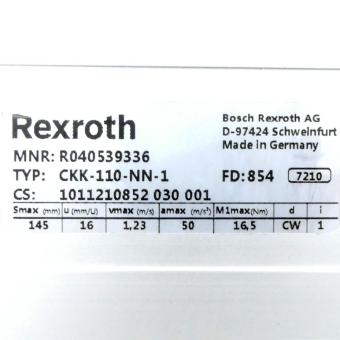 Rexroth
Bosch Rexroth AG
D-97424 Schweinfurt
Made in Germany
MNR: R040539336
TYP: CKK-110-NN-1 FD: 854 7210
CS: 1011210852 030 001
Smax (mm) u (mm/U) vmax (m/s) amax (m/s²) M1max(Nm) d i
145 16 1,23 50 16,5 CW 1